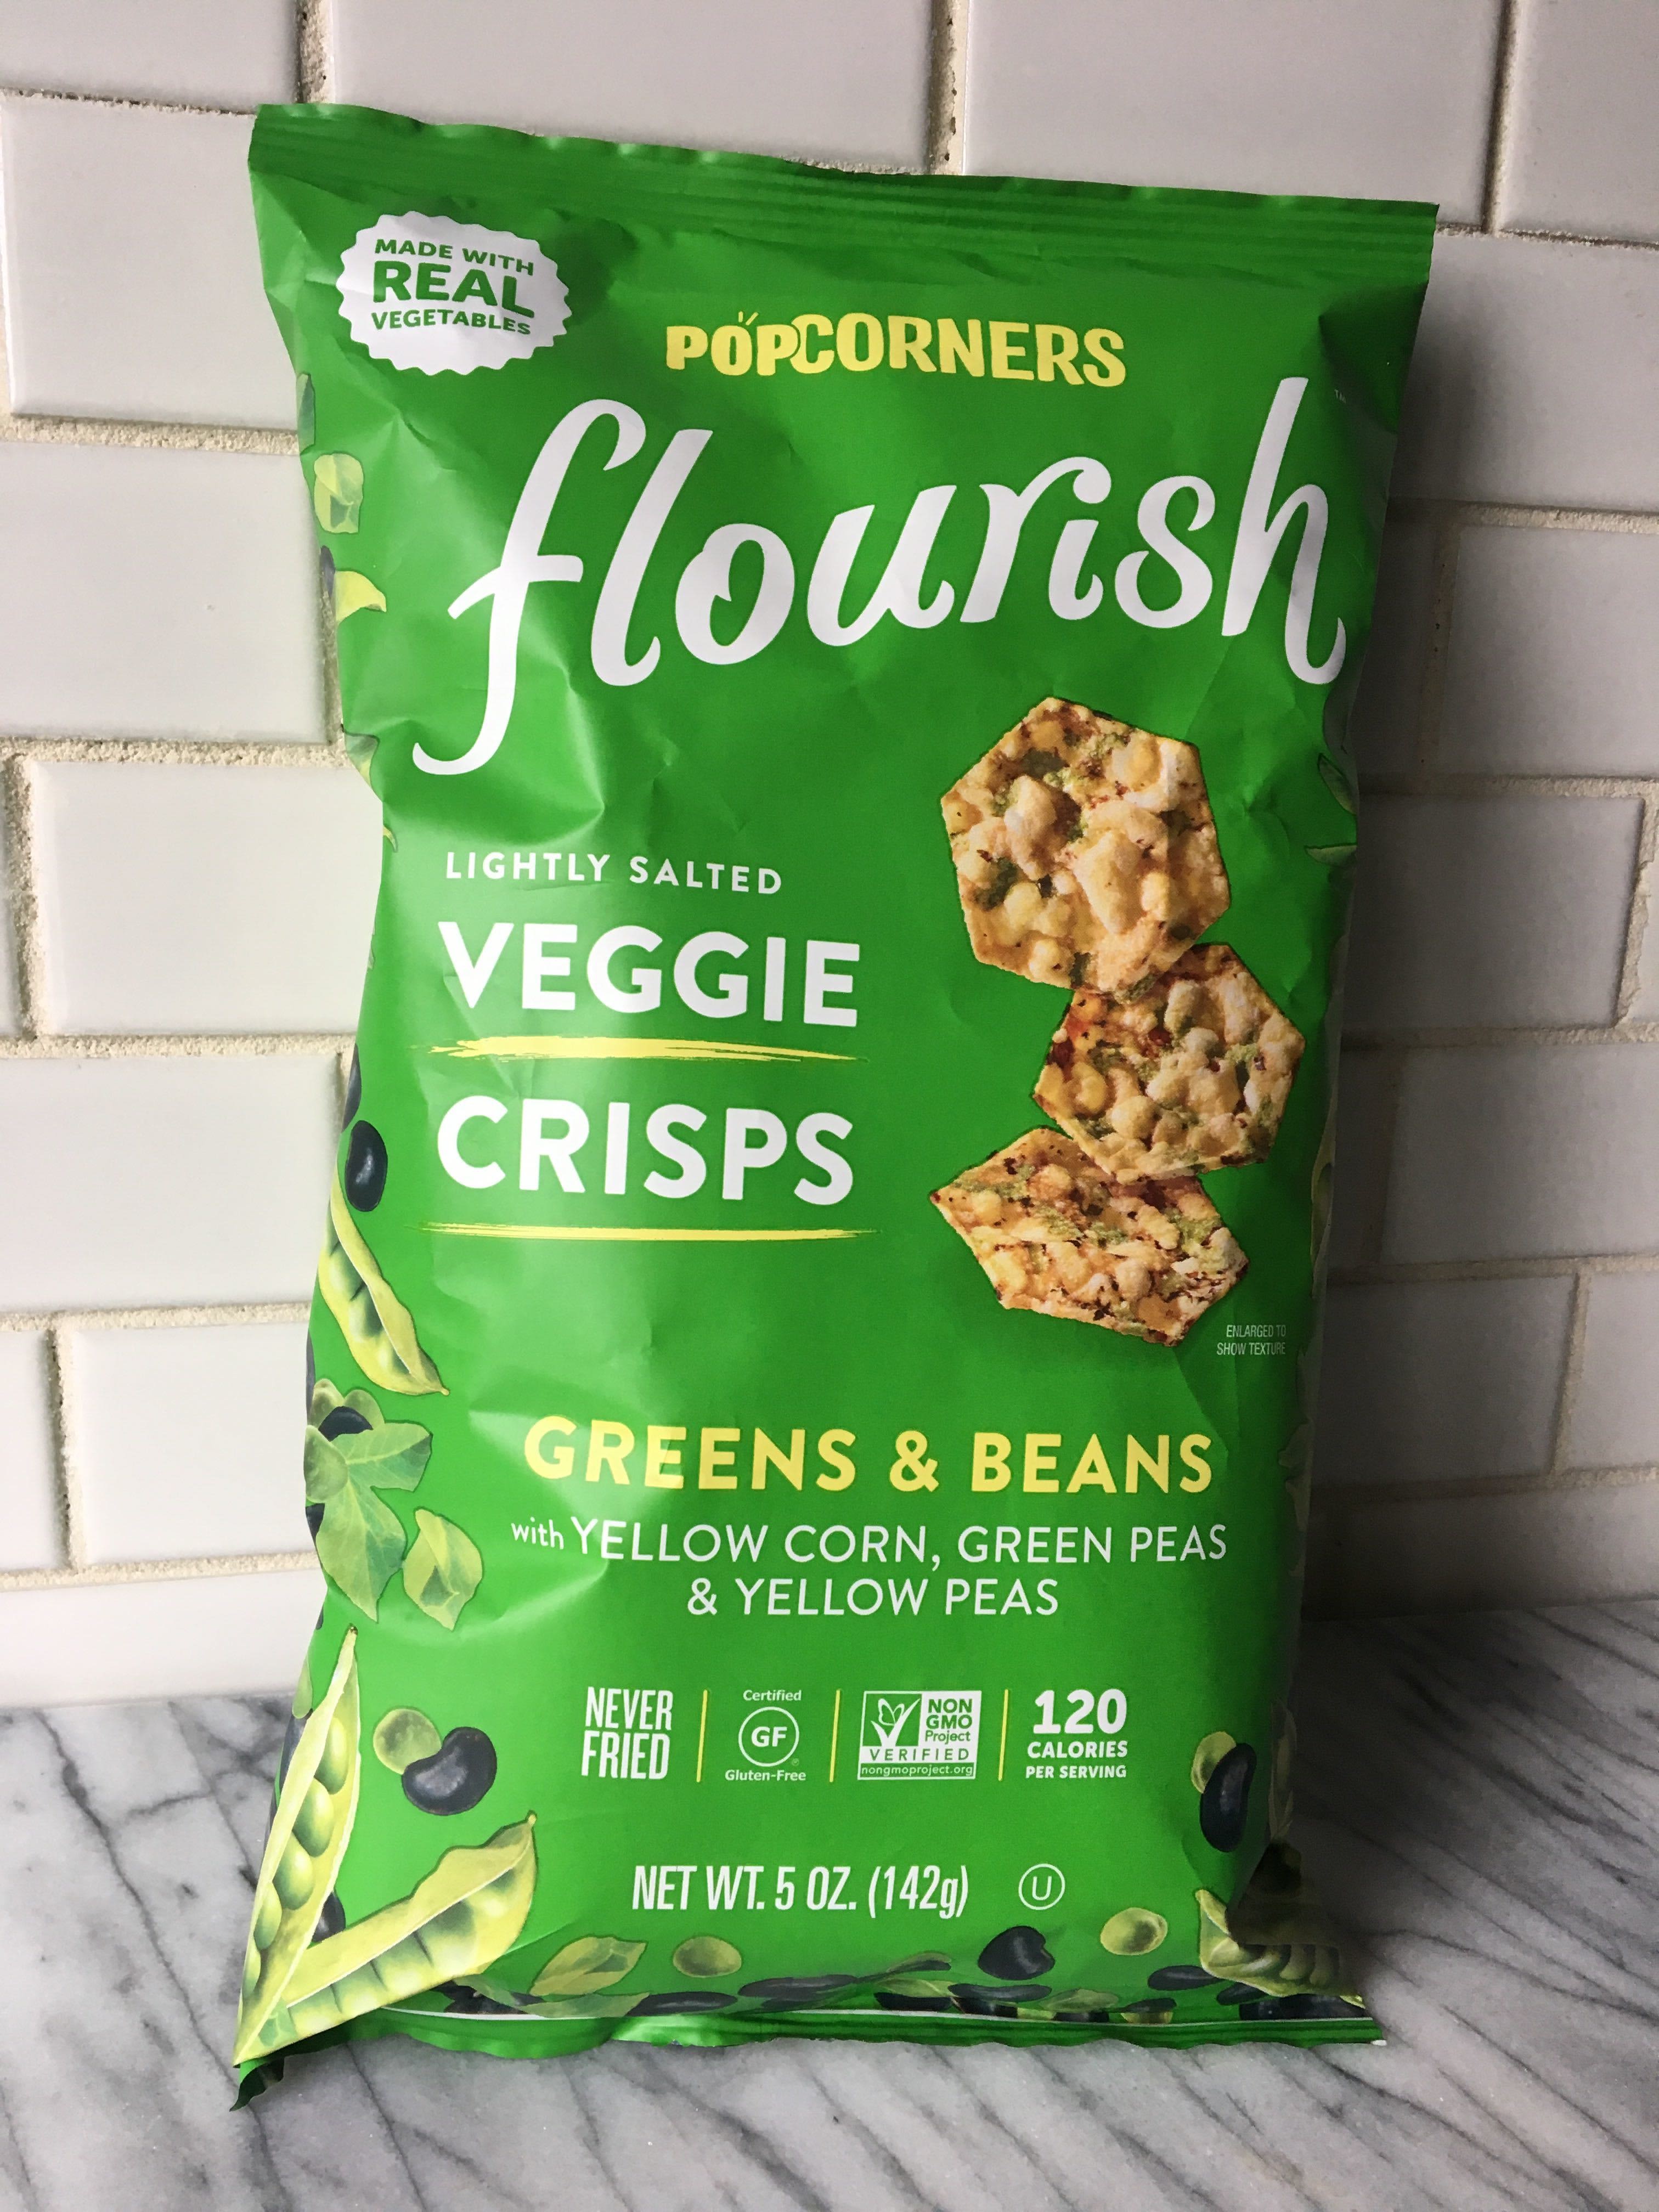 MADE WITH
REAL
VEGETABLES
POPCORNERS
flourish
TM
LIGHTLY SALTED
VEGGIE
CRISPS
ENLARGED TO
SHOW TEXTURE
GREENS & BEANS
with YELLOW CORN, GREEN PEAS
& YELLOW PEAS
NEVER
FRIED
Certified
GF
Gluten-Free
NON
GMO
Project
VERIFIED
nongmoproject.org
120
CALORIES
PER SERVING
NET WT. 5 OZ. (142g)
U